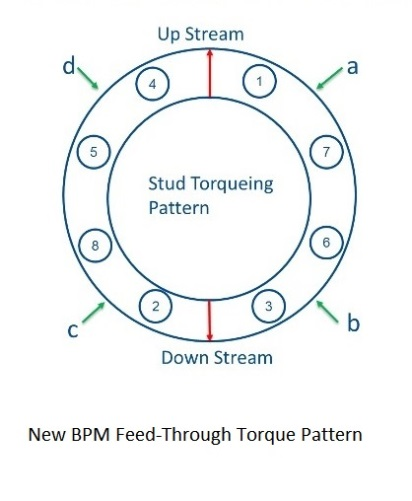 Up Stream
d
a
4
1
5
7
Stud Torqueing
Pattern
8
6
2
3
c
b
Down Stream
New BPM Feed-Through Torque Pattern